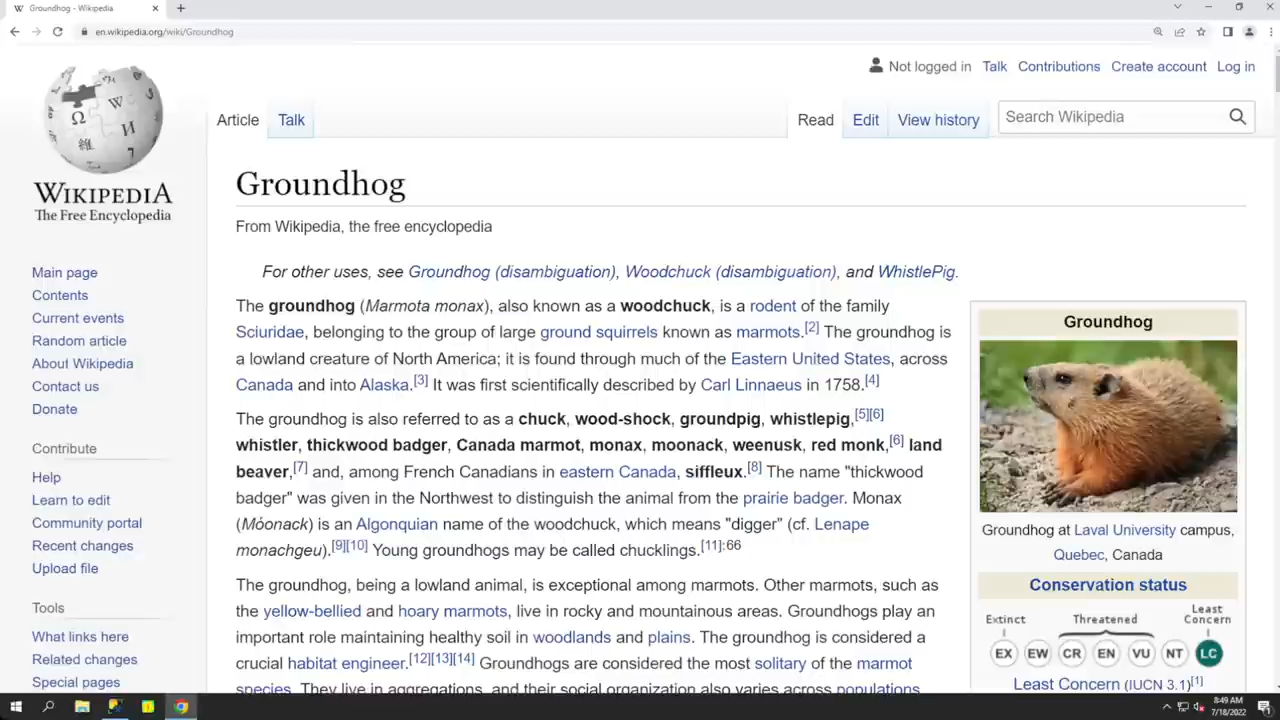 Groundhog - Wikipedia
en.wikipedia.org/wiki/Groundhog
Not logged in Talk Contributions Create account Log in
Article Talk Read Edit View history Search Wikipedia
WIKIPEDIA
The Free Encyclopedia
Main page
Contents
Current events
Random article
About Wikipedia
Contact us
Donate
Contribute
Help
Learn to edit
Community portal
Recent changes
Upload file
Tools
What links here
Related changes
Special pages
Groundhog
From Wikipedia, the free encyclopedia
For other uses, see Groundhog (disambiguation), Woodchuck (disambiguation), and WhistlePig.
The groundhog (Marmota monax), also known as a woodchuck, is a rodent of the family
Sciuridae, belonging to the group of large ground squirrels known as marmots.[2] The groundhog is
a lowland creature of North America; it is found through much of the Eastern United States, across
Canada and into Alaska.[3] It was first scientifically described by Carl Linnaeus in 1758.[4]
The groundhog is also referred to as a chuck, wood-shock, groundpig, whistlepig,[5][6]
whistler, thickwood badger, Canada marmot, monax, moonack, weenusk, red monk,[6] land
beaver,[7] and, among French Canadians in eastern Canada, siffleux.[8] The name "thickwood
badger" was given in the Northwest to distinguish the animal from the prairie badger. Monax
(Móonack) is an Algonquian name of the woodchuck, which means "digger" (cf. Lenape
monachgeu).[9][10] Young groundhogs may be called chucklings.[11]:66
The groundhog, being a lowland animal, is exceptional among marmots. Other marmots, such as
the yellow-bellied and hoary marmots, live in rocky and mountainous areas. Groundhogs play an
important role maintaining healthy soil in woodlands and plains. The groundhog is considered a
crucial habitat engineer.[12][13][14] Groundhogs are considered the most solitary of the marmot
species. They live in aggregations, and their social organization also varies across populations.
Groundhog
Groundhog at Laval University campus,
Quebec, Canada
Conservation status
Extinct Threatened Least
Concern
EX EW CR EN VU NT LC
Least Concern (IUCN 3.1)[1]
8:49 AM
7/18/2022